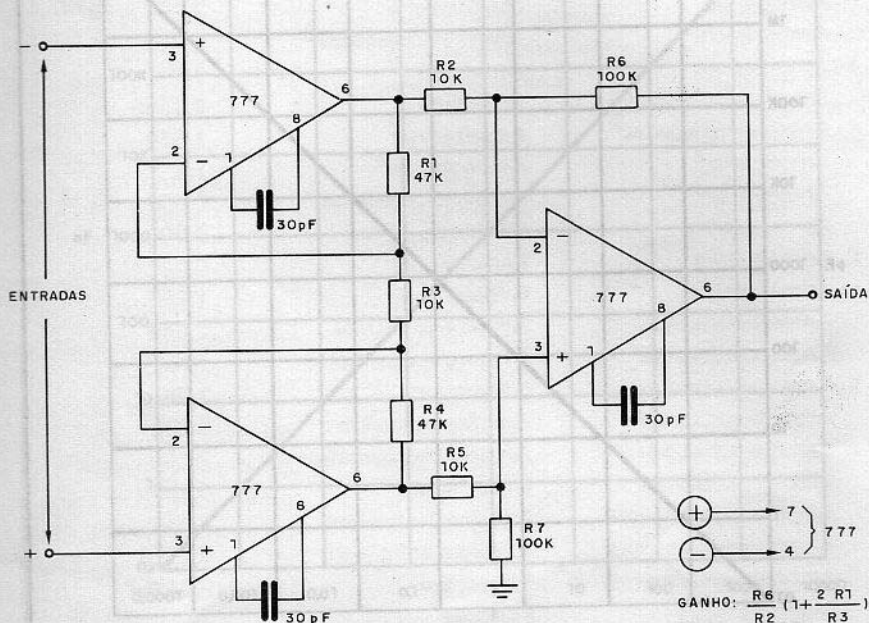 −
+
3
777
6
8
2
−
1
30pF
R2
10K
R6
100K
R1
47K
ENTRADAS
R3
10K
2
−
777
6
8
3
+
1
30pF
SAÍDA
R4
47K
2
−
777
6
8
3
+
1
30pF
R5
10K
R7
100K
+
+ 7
− 4
777
GANHO: R6/R2 (1+ 2 R1/R3)